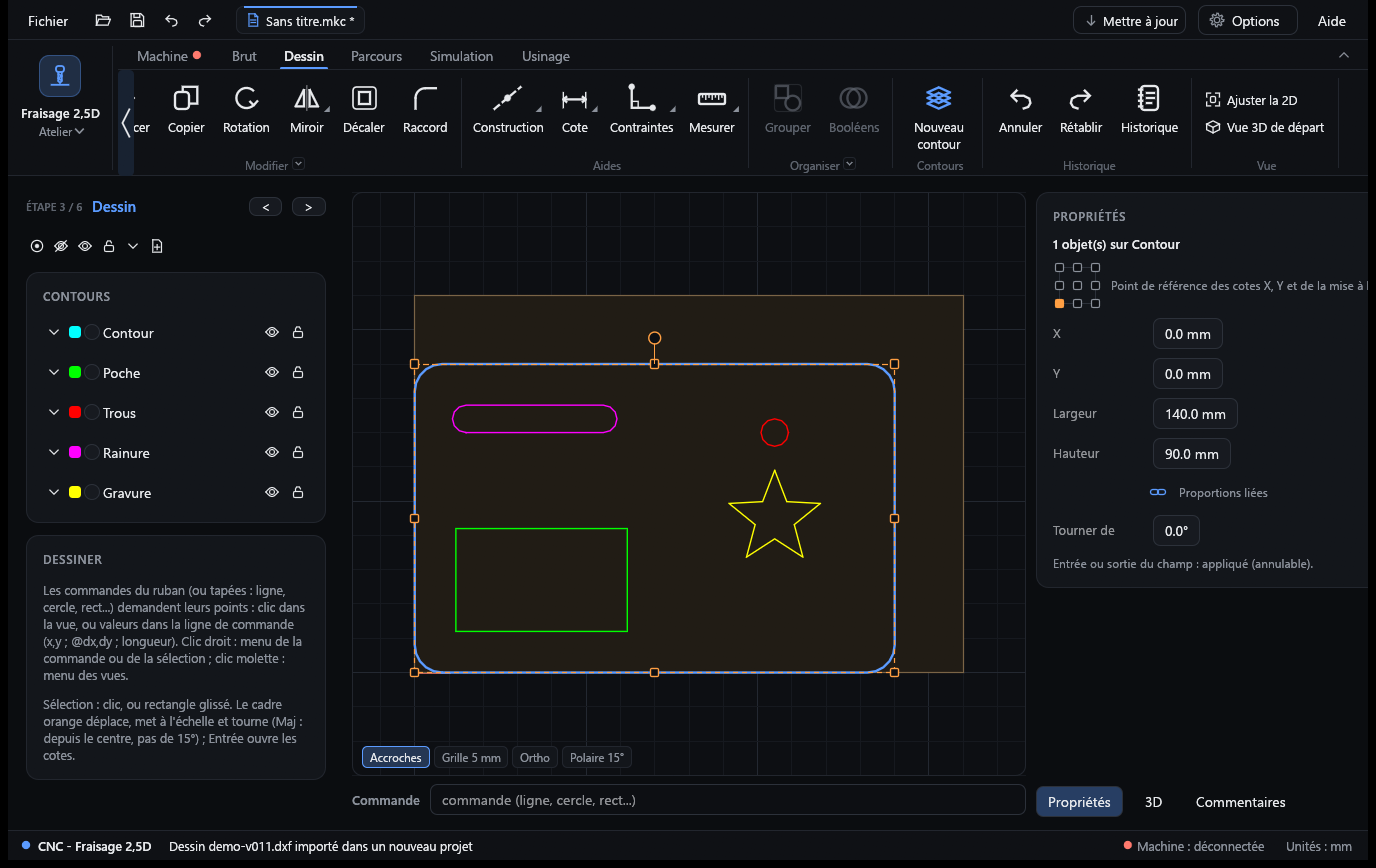 Fichier
Sans titre.mkc *
Mettre à jour
Options
Aide
Fraisage 2,5D
Atelier
Machine
Brut
Dessin
Parcours
Simulation
Usinage
cer
Copier
Rotation
Miroir
Décaler
Raccord
Modifier
Construction
Cote
Contraintes
Mesurer
Aides
Grouper
Booléens
Organiser
Nouveau
contour
Contours
Annuler
Rétablir
Historique
Historique
Ajuster la 2D
Vue 3D de départ
Vue
ÉTAPE 3 / 6
Dessin
<
>
CONTOURS
Contour
Poche
Trous
Rainure
Gravure
DESSINER
Les commandes du ruban (ou tapées : ligne,
cercle, rect...) demandent leurs points : clic dans
la vue, ou valeurs dans la ligne de commande
(x,y ; @dx,dy ; longueur). Clic droit : menu de la
commande ou de la sélection ; clic molette :
menu des vues.
Sélection : clic, ou rectangle glissé. Le cadre
orange déplace, met à l'échelle et tourne (Maj :
depuis le centre, pas de 15°) ; Entrée ouvre les
cotes.
Accroches
Grille 5 mm
Ortho
Polaire 15°
Commande
commande (ligne, cercle, rect...)
PROPRIÉTÉS
1 objet(s) sur Contour
Point de référence des cotes X, Y et de la mise à l
X
0.0 mm
Y
0.0 mm
Largeur
140.0 mm
Hauteur
90.0 mm
Proportions liées
Tourner de
0.0°
Entrée ou sortie du champ : appliqué (annulable).
Propriétés
3D
Commentaires
CNC - Fraisage 2,5D
Dessin demo-v011.dxf importé dans un nouveau projet
Machine : déconnectée
Unités : mm